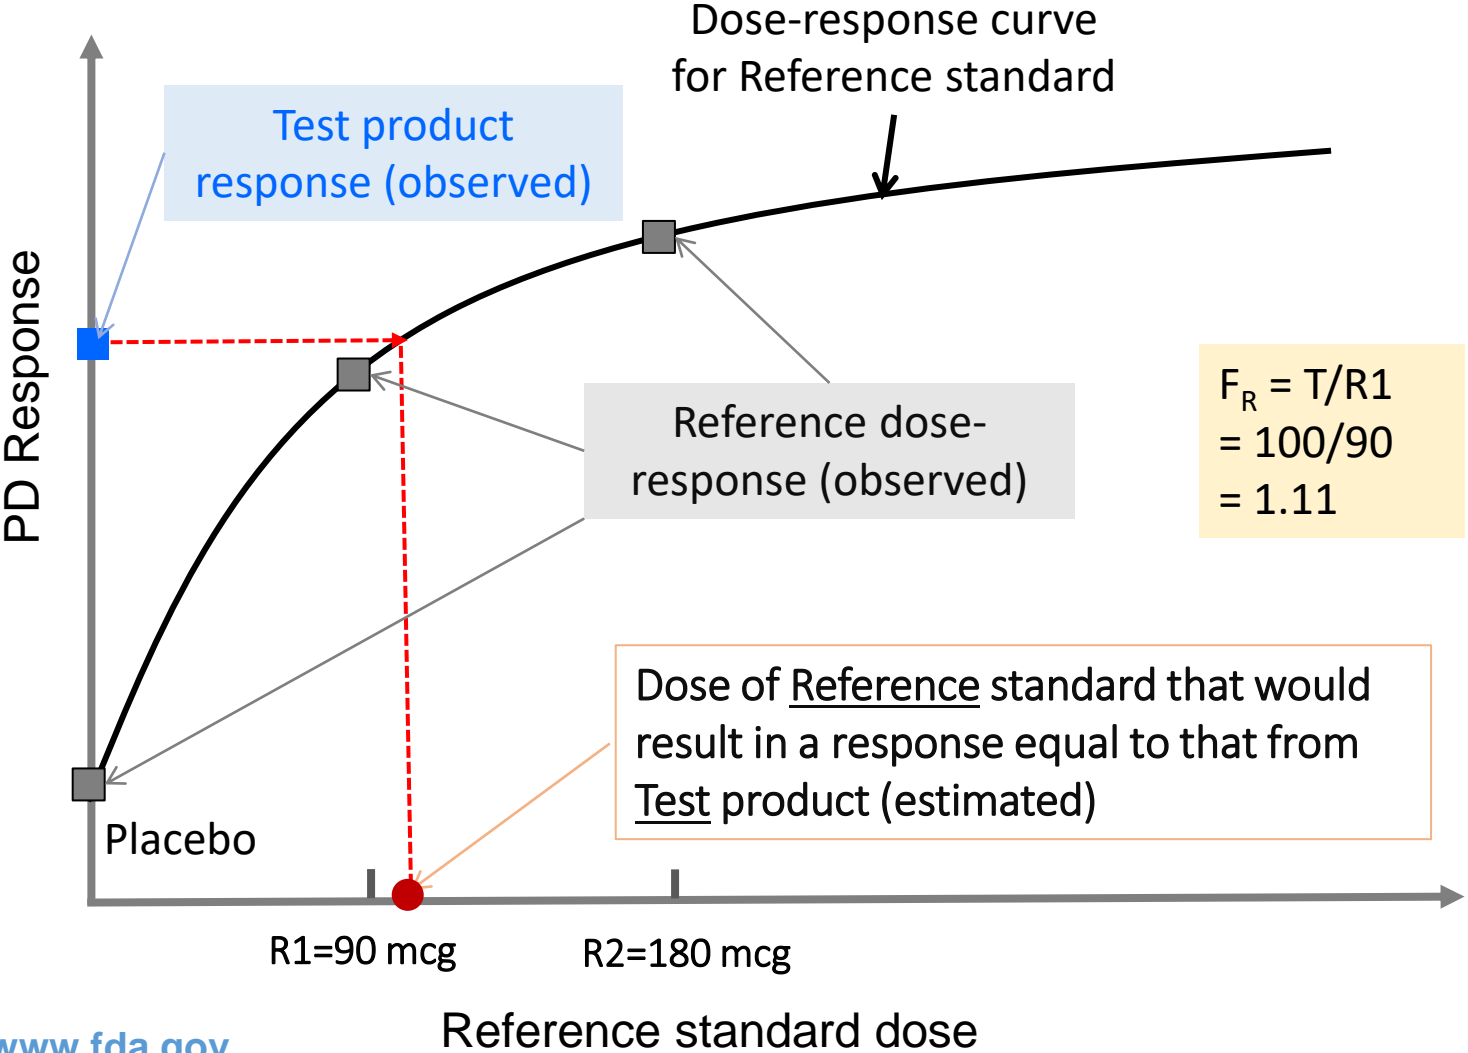 Dose-response curve
for Reference standard
Test product
response (observed)
PD Response
Reference dose-
response (observed)
F_R = T/R1
= 100/90
= 1.11
Dose of Reference standard that would
result in a response equal to that from
Test product (estimated)
Placebo
R1=90 mcg
R2=180 mcg
Reference standard dose
www.fda.gov